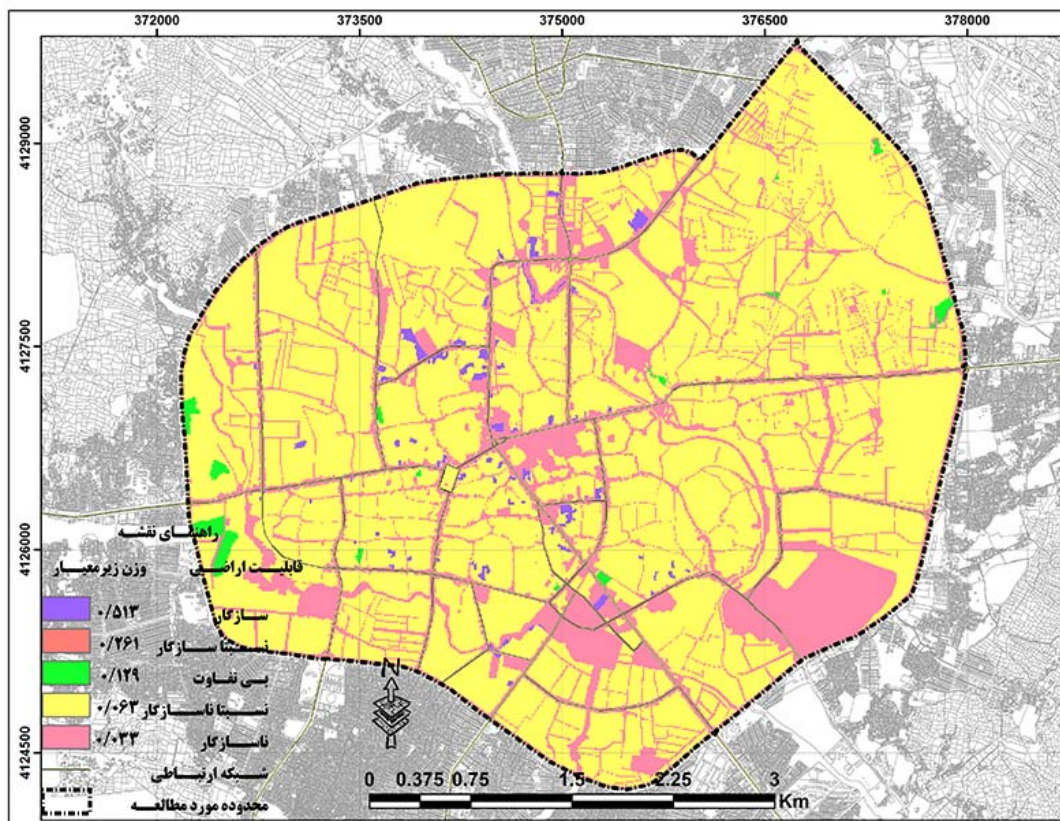 372000 373500 375000 376500 378000
4129000
4127500
4126000
4124500
راهنمای نقشه
قابلیت اراضی وزن زیرمعیار
سازگار ۰/۵۱۳
نسبتا سازگار ۰/۲۶۱
بی تفاوت ۰/۱۲۹
نسبتا ناسازگار ۰/۰۶۳
ناسازگار ۰/۰۳۳
شبکه ارتباطی
محدوده مورد مطالعه
N
0 0.375 0.75 1.5 2.25 3
Km